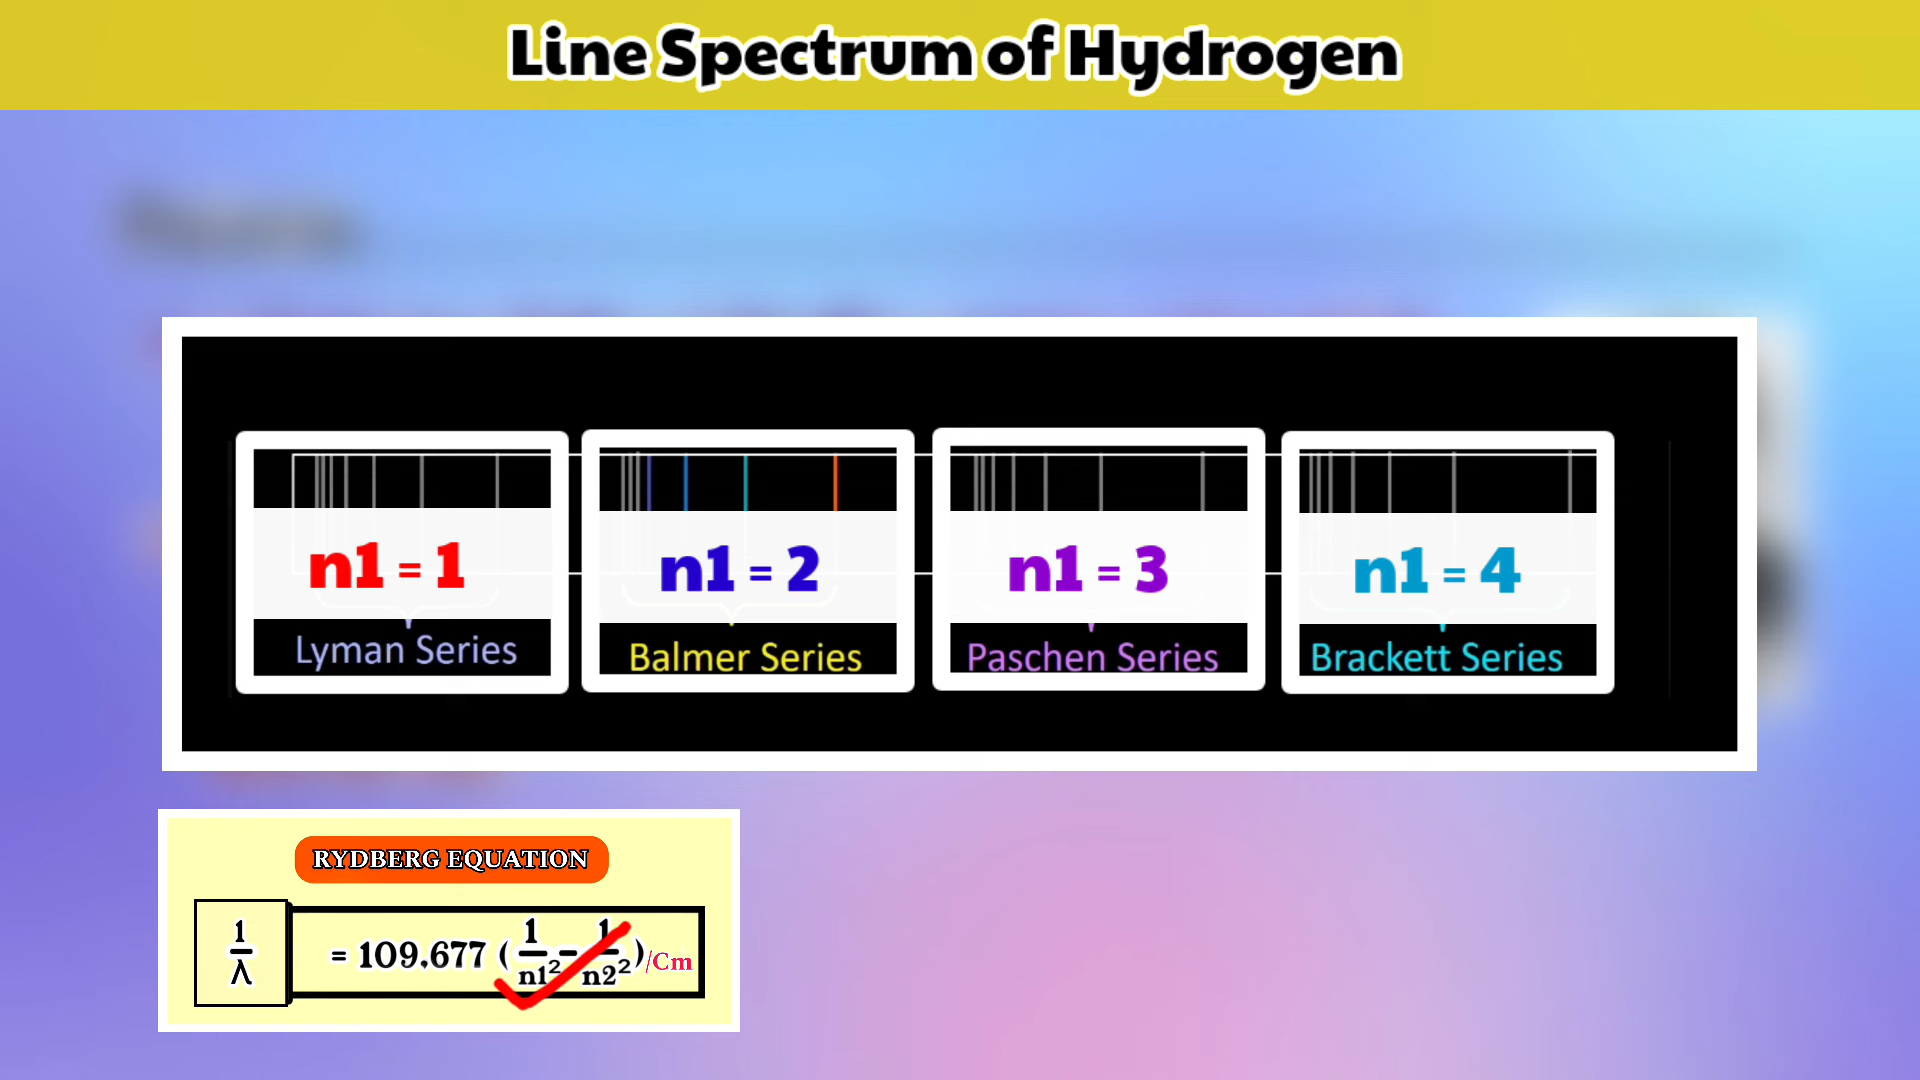 Line Spectrum of Hydrogen
n1 = 1
Lyman Series
n1 = 2
Balmer Series
n1 = 3
Paschen Series
n1 = 4
Brackett Series
RYDBERG EQUATION
1/λ = 109.677 (1/n1² - 1/n2²) /Cm